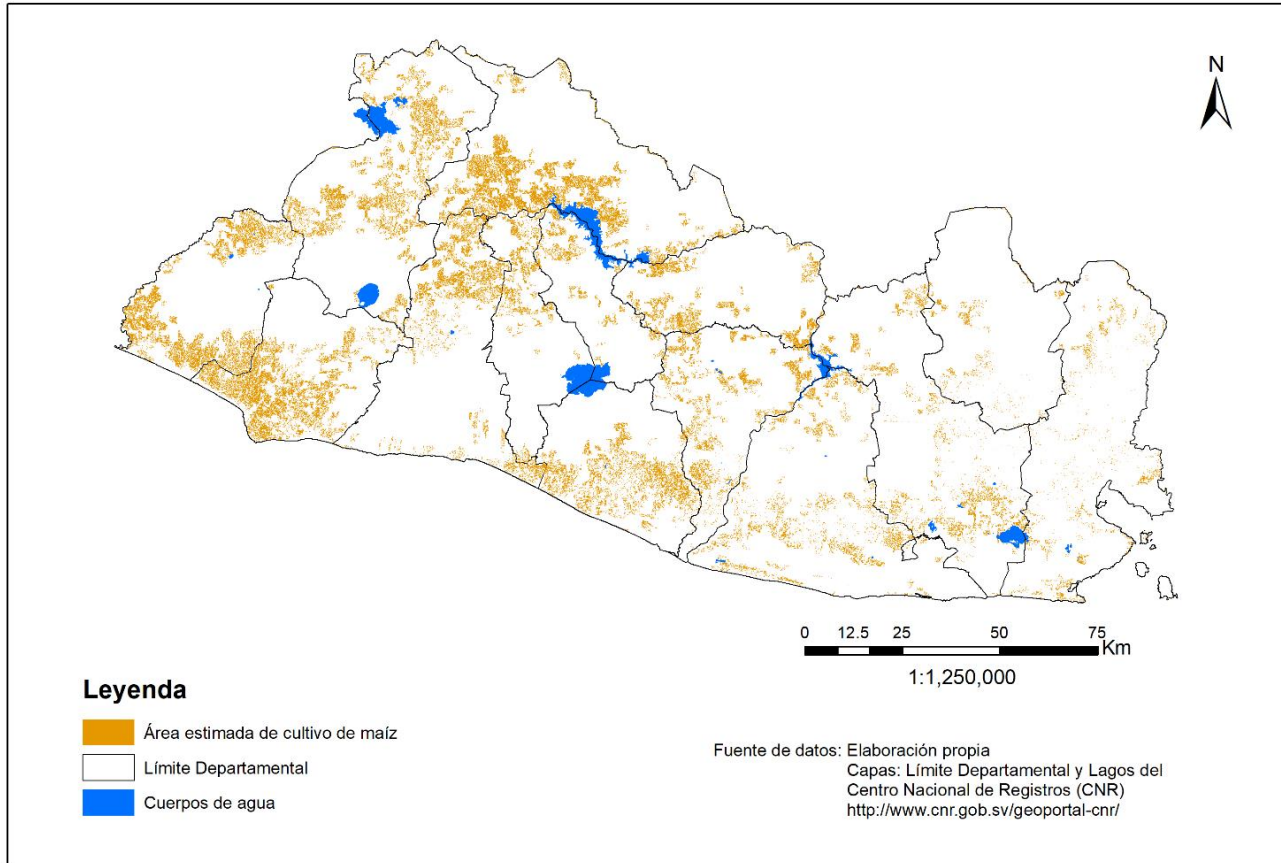 N
0 12.5 25 50 75
Km
1:1,250,000
Leyenda
Área estimada de cultivo de maíz
Límite Departamental
Cuerpos de agua
Fuente de datos: Elaboración propia
Capas: Límite Departamental y Lagos del
Centro Nacional de Registros (CNR)
http://www.cnr.gob.sv/geoportal-cnr/